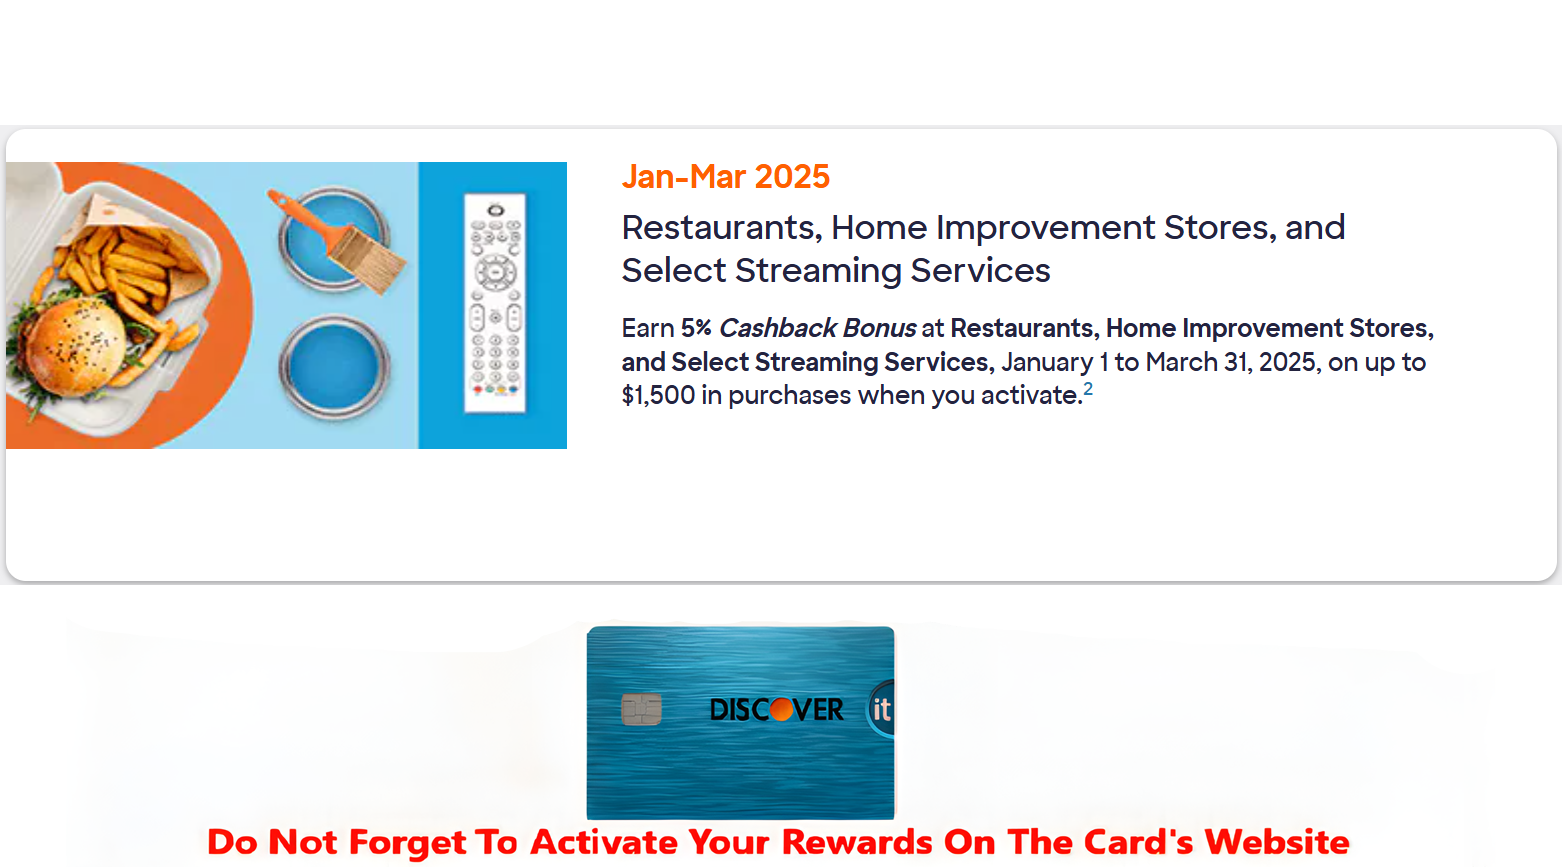 Jan-Mar 2025
Restaurants, Home Improvement Stores, and
Select Streaming Services
Earn 5% Cashback Bonus at Restaurants, Home Improvement Stores,
and Select Streaming Services, January 1 to March 31, 2025, on up to
$1,500 in purchases when you activate.2
DISCOVER it
Do Not Forget To Activate Your Rewards On The Card's Website